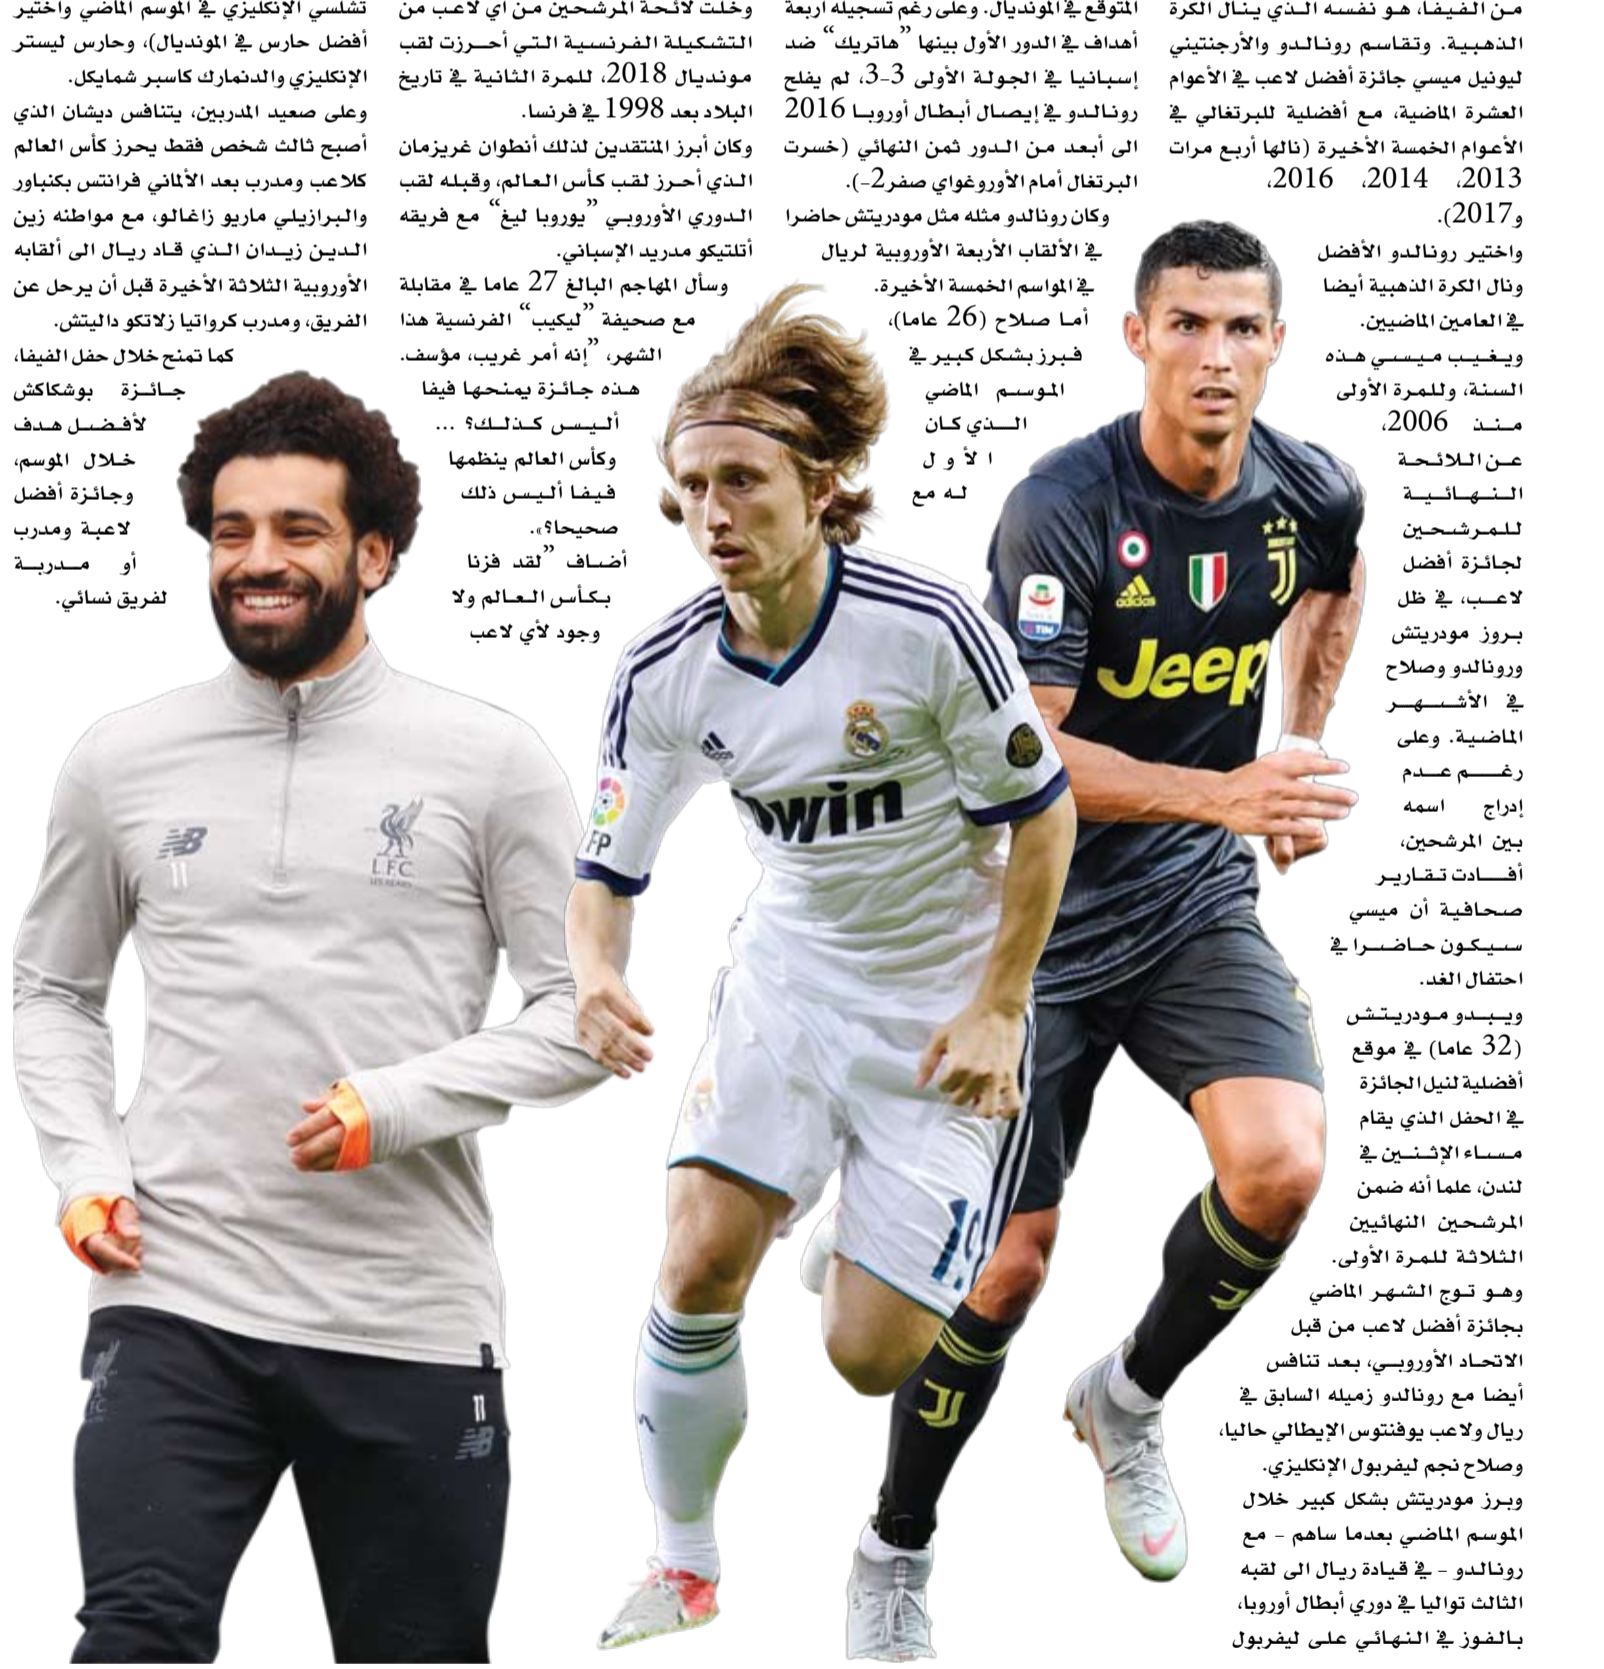 من الفيفا، هو نفسه الذي ينال الكرة
الذهبية. وتقاسم رونالدو والأرجنتيني
ليونيل ميسي جائزة أفضل لاعب في الأعوام
العشرة الماضية، مع أفضلية للبرتغالي في
الأعوام الخمسة الأخيرة (نالها أربع مرات
2013، 2014، 2016،
و2017).
واختير رونالدو الأفضل
ونال الكرة الذهبية أيضا
في العامين الماضيين.
ويغيب ميسي هذه
السنة، وللمرة الأولى
منذ 2006،
عن اللائحة
النهائية
للمرشحين
لجائزة أفضل
لاعب، في ظل
بروز مودريتش
ورونالدو وصلاح
في الأشهر
الماضية. وعلى
رغم عدم
إدراج اسمه
بين المرشحين،
أفادت تقارير
صحافية أن ميسي
سيكون حاضرا في
احتفال الغد.
ويبدو مودريتش
(32 عاما) في موقع
أفضلية لنيل الجائزة
في الحفل الذي يقام
مساء الإثنين في
لندن، علما أنه ضمن
المرشحين النهائيين
الثلاثة للمرة الأولى.
وهو توج الشهر الماضي
بجائزة أفضل لاعب من قبل
الاتحاد الأوروبي، بعد تنافس
أيضا مع رونالدو زميله السابق في
ريال ولاعب يوفنتوس الإيطالي حاليا،
وصلاح نجم ليفربول الإنكليزي.
وبرز مودريتش بشكل كبير خلال
الموسم الماضي بعدما ساهم - مع
رونالدو - في قيادة ريال الى لقبه
الثالث تواليا في دوري أبطال أوروبا،
بالفوز في النهائي على ليفربول
المتوقع في المونديال. وعلى رغم تسجيله أربعة
أهداف في الدور الأول بينها ”هاتريك“ ضد
إسبانيا في الجولة الأولى 3-3، لم يفلح
رونالدو في إيصال أبطال أوروبا 2016
الى أبعد من الدور ثمن النهائي (خسرت
البرتغال أمام الأوروغواي صفر2-).
وكان رونالدو مثله مثل مودريتش حاضرا
في الألقاب الأربعة الأوروبية لريال
في المواسم الخمسة الأخيرة.
أما صلاح (26 عاما)،
فبرز بشكل كبير في
الموسم الماضي
الذي كان
الأول
له مع
وخلت لائحة المرشحين من أي لاعب من
التشكيلة الفرنسية التي أحرزت لقب
مونديال 2018، للمرة الثانية في تاريخ
البلاد بعد 1998 في فرنسا.
وكان أبرز المنتقدين لذلك أنطوان غريزمان
الذي أحرز لقب كأس العالم، وقبله لقب
الدوري الأوروبي ”يوروبا ليغ“ مع فريقه
أتلتيكو مدريد الإسباني.
وسأل المهاجم البالغ 27 عاما في مقابلة
مع صحيفة ”ليكيب“ الفرنسية هذا
الشهر، ”إنه أمر غريب، مؤسف.
هذه جائزة يمنحها فيفا
أليس كذلك؟ ...
وكأس العالم ينظمها
فيفا أليس ذلك
صحيحا؟».
أضاف ”لقد فزنا
بكأس العالم ولا
وجود لأي لاعب
تشلسي الإنكليزي في الموسم الماضي واختير
أفضل حارس في المونديال)، وحارس ليستر
الإنكليزي والدنمارك كاسبر شمايكل.
وعلى صعيد المدربين، يتنافس ديشان الذي
أصبح ثالث شخص فقط يحرز كأس العالم
كلاعب ومدرب بعد الألماني فرانتس بكنباور
والبرازيلي ماريو زاغالو، مع مواطنه زين
الدين زيدان الذي قاد ريال الى ألقابه
الأوروبية الثلاثة الأخيرة قبل أن يرحل عن
الفريق، ومدرب كرواتيا زلاتكو داليتش.
كما تمنح خلال حفل الفيفا،
جائزة بوشكاكش
لأفضل هدف
خلال الموسم،
وجائزة أفضل
لاعبة ومدرب
أو مدربة
لفريق نسائي.
adidas
Jeep
TIM
adidas
bwin
FP
19
11
L.F.C.
11